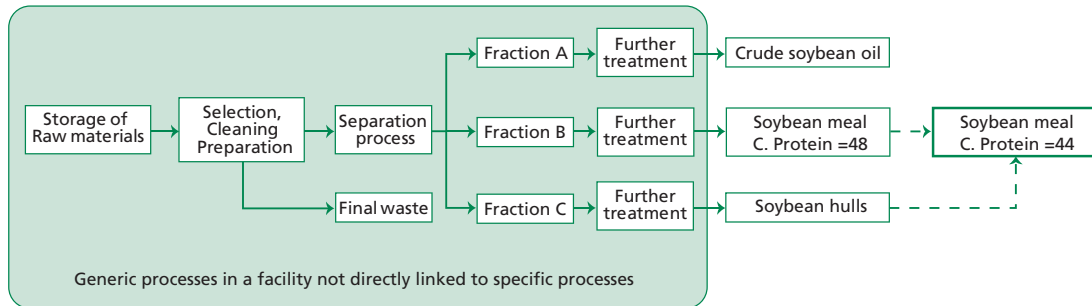 Fraction A
Further
treatment
Crude soybean oil
Storage of
Raw materials
Selection,
Cleaning
Preparation
Separation
process
Fraction B
Further
treatment
Soybean meal
C. Protein =48
Soybean meal
C. Protein =44
Final waste
Fraction C
Further
treatment
Soybean hulls
Generic processes in a facility not directly linked to specific processes